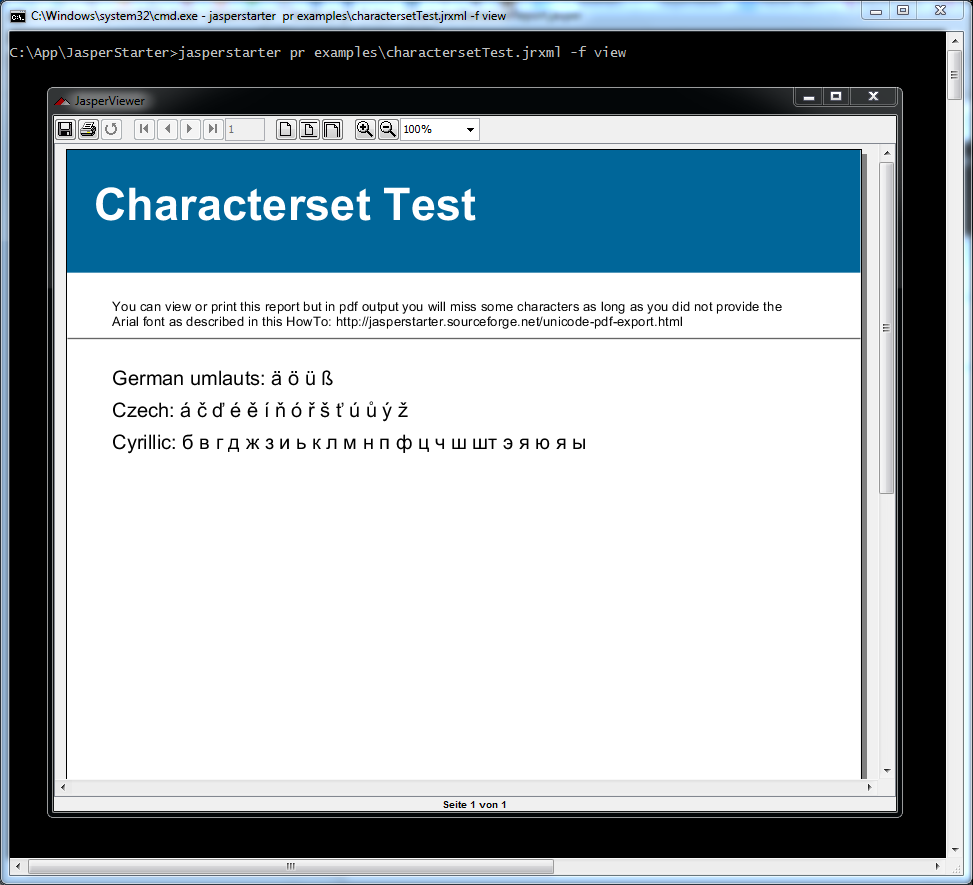 C:\Windows\system32\cmd.exe - jasperstarter  pr examples\charactersetTest.jrxml -f view
C:\App\JasperStarter>jasperstarter pr examples\charactersetTest.jrxml -f view
JasperViewer
1
100%
Characterset Test
You can view or print this report but in pdf output you will miss some characters as long as you did not provide the
Arial font as described in this HowTo: http://jasperstarter.sourceforge.net/unicode-pdf-export.html
German umlauts: ä ö ü ß
Czech: á č ď é ě í ň ó ř š ť ú ů ý ž
Cyrillic: б в г д ж з и ь к л м н п ф ц ч ш шт э я ю я ы
Seite 1 von 1